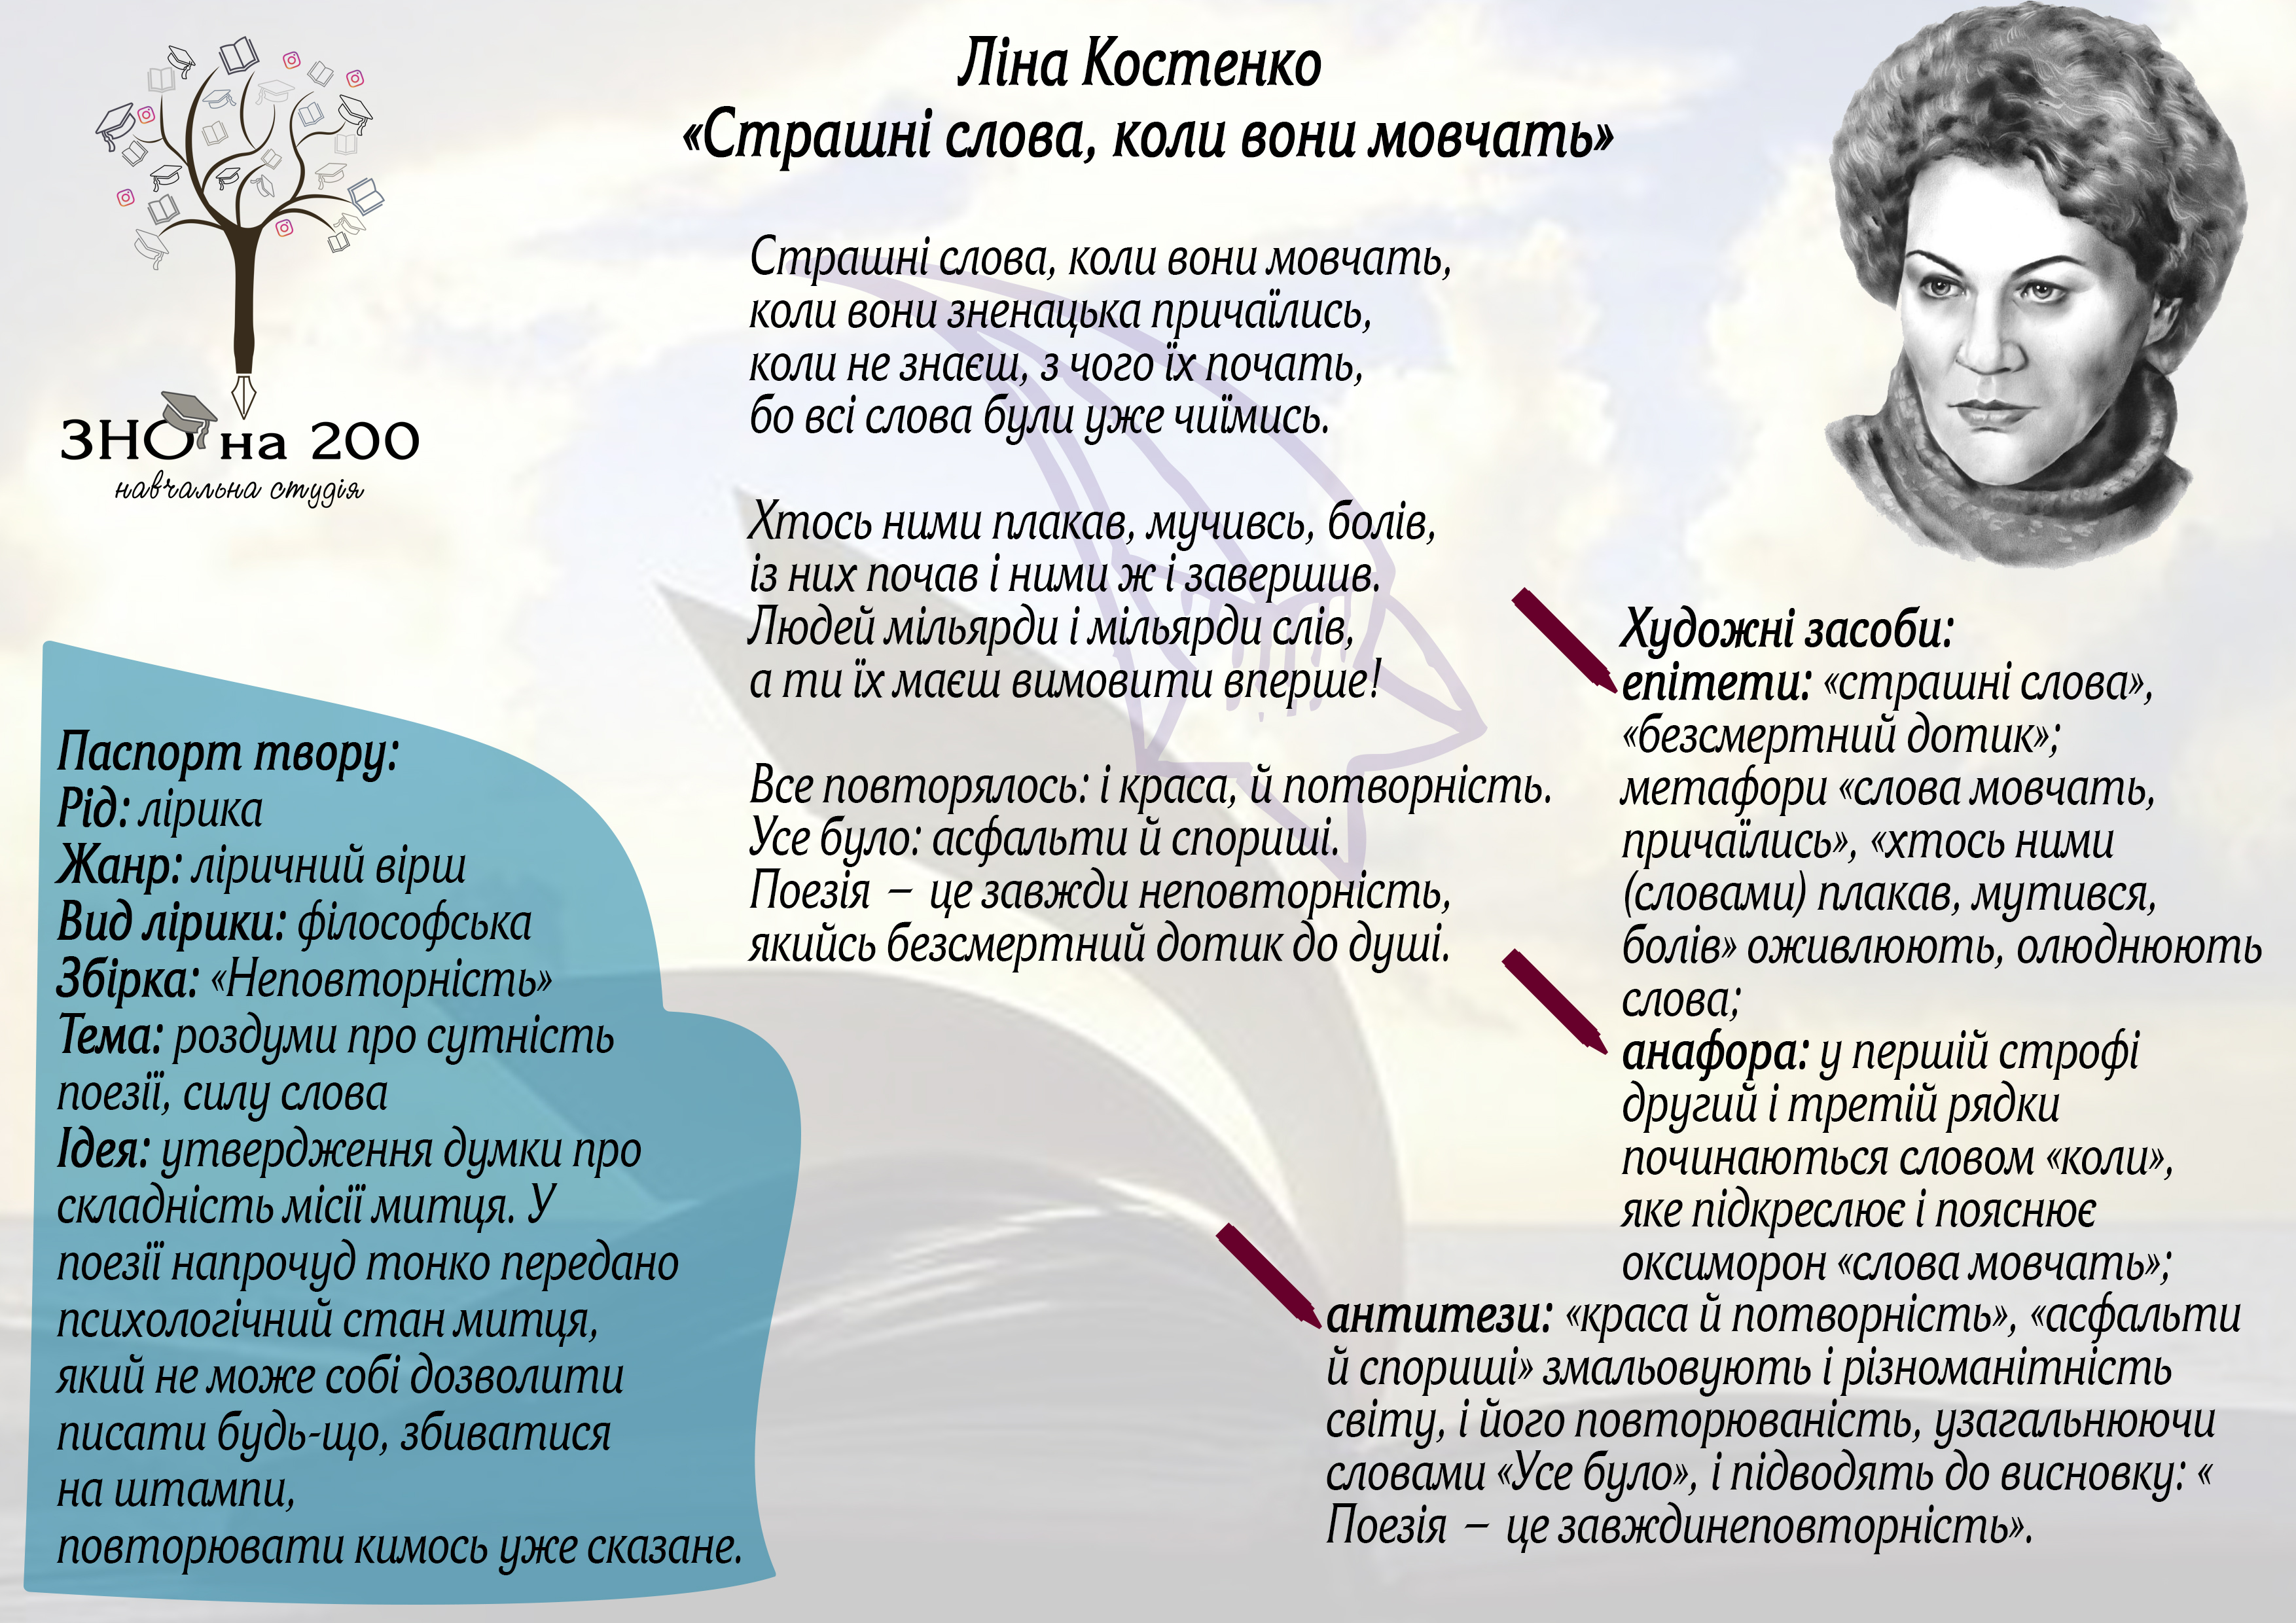 Ліна Костенко
«Страшні слова, коли вони мовчать»
ЗНО на 200
навчальна студія
Страшні слова, коли вони мовчать,
коли вони зненацька причаїлись,
коли не знаєш, з чого їх почать,
бо всі слова були уже чиїмись.
Хтось ними плакав, мучивсь, болів,
із них почав і ними ж і завершив.
Людей мільярди і мільярди слів,
а ти їх маєш вимовити вперше!
Все повторялось: і краса, й потворність.
Усе було: асфальти й спориші.
Поезія – це завжди неповторність,
якийсь безсмертний дотик до душі.
Паспорт твору:
Рід: лірика
Жанр: ліричний вірш
Вид лірики: філософська
Збірка: «Неповторність»
Тема: роздуми про сутність
поезії, силу слова
Ідея: утвердження думки про
складність місії митця. У
поезії напрочуд тонко передано
психологічний стан митця,
який не може собі дозволити
писати будь-що, збиватися
на штампи,
повторювати кимось уже сказане.
Художні засоби:
епітети: «страшні слова»,
«безсмертний дотик»;
метафори «слова мовчать,
причаїлись», «хтось ними
(словами) плакав, мутився,
болів» оживлюють, олюднюють
слова;
анафора: у першій строфі
другий і третій рядки
починаються словом «коли»,
яке підкреслює і пояснює
оксиморон «слова мовчать»;
антитези: «краса й потворність», «асфальти
й спориші» змальовують і різноманітність
світу, і його повторюваність, узагальнюючи
словами «Усе було», і підводять до висновку: «
Поезія – це завждинеповторність».